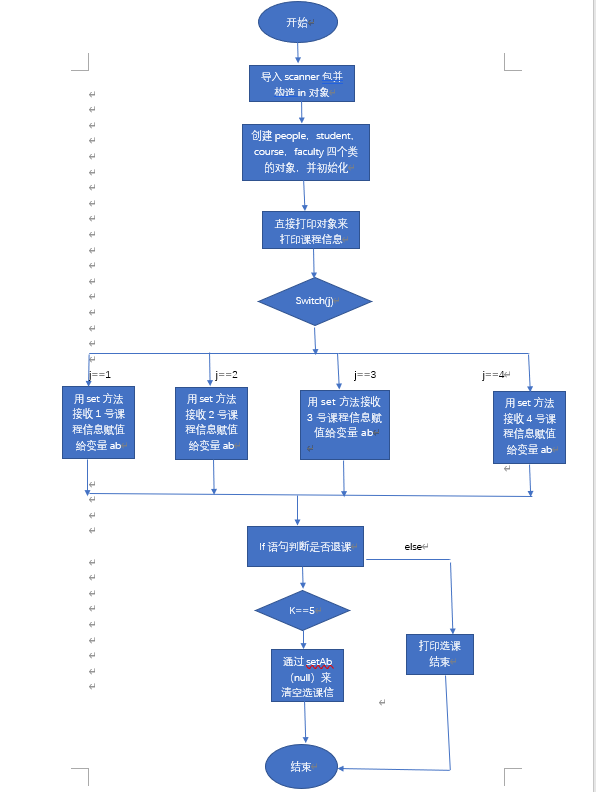 开始
导入 scanner 包并
构造 in 对象
创建 people，student，
course，faculty 四个类
的对象，并初始化
直接打印对象来
打印课程信息
Switch(j)
j==1
j==2
j==3
j==4
用 set 方法
接收 1 号课
程信息赋值
给变量 ab
用 set 方法
接收 2 号课
程信息赋值
给变量 ab
用 set 方法接收
3 号课程信息赋
值给变量 ab
用 set 方法
接收 4 号课
程信息赋值
给变量 ab
If 语句判断是否退课
else
K==5
打印选课
结束
通过 setAb
（null）来
清空选课信
结束